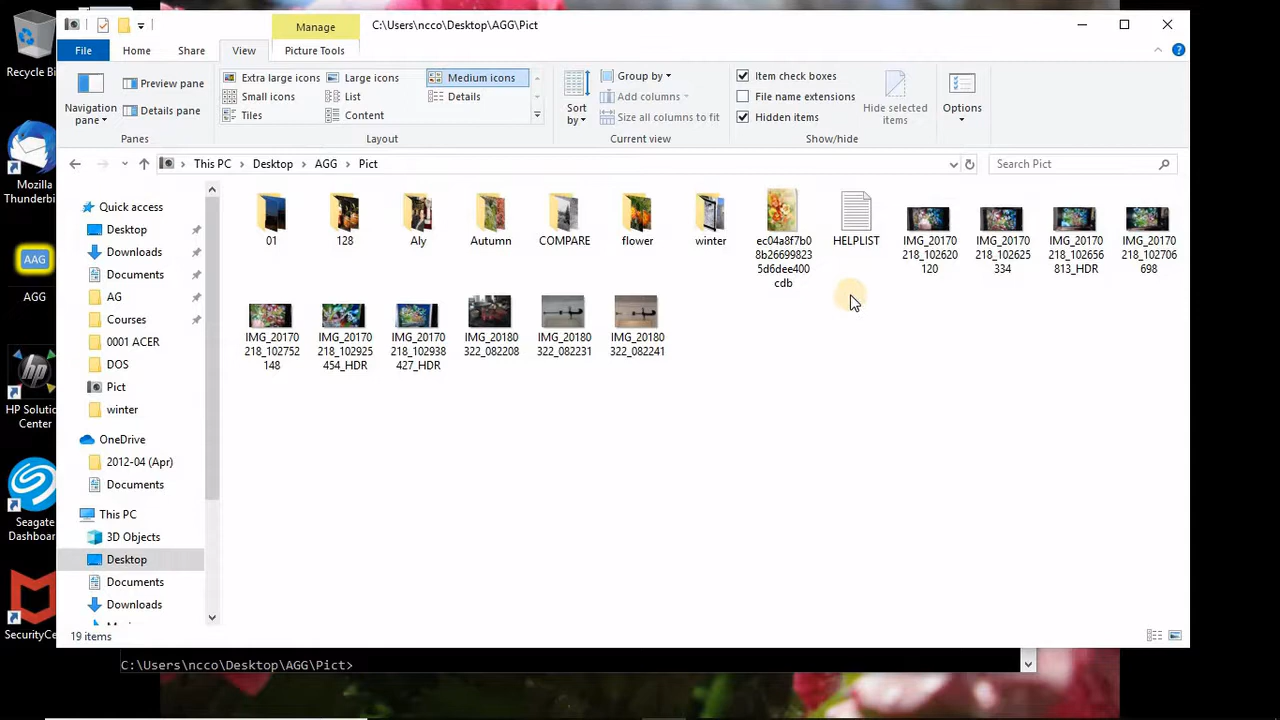 Recycle Bi
Mozilla
Thunderbi
AAG
AGG
HP Soluti
Center
Seagate
Dashboar
SecurityCe
Manage
C:\Users\ncco\Desktop\AGG\Pict
File
Home
Share
View
Picture Tools
Navigation
pane
Preview pane
Details pane
Panes
Extra large icons
Large icons
Medium icons
Small icons
List
Details
Tiles
Content
Layout
Sort
by
Group by
Add columns
Size all columns to fit
Current view
Item check boxes
File name extensions
Hidden items
Hide selected
items
Show/hide
Options
This PC > Desktop > AGG > Pict
Search Pict
Quick access
Desktop
Downloads
Documents
AG
Courses
0001 ACER
DOS
Pict
winter
OneDrive
2012-04 (Apr)
Documents
This PC
3D Objects
Desktop
Documents
Downloads
01
128
Aly
Autumn
COMPARE
flower
winter
ec04a8f7b0
8b26699823
5d6dee400
cdb
HELPLIST
IMG_20170
218_102620
120
IMG_20170
218_102625
334
IMG_20170
218_102656
813_HDR
IMG_20170
218_102706
698
IMG_20170
218_102752
148
IMG_20170
218_102925
454_HDR
IMG_20170
218_102938
427_HDR
IMG_20180
322_082208
IMG_20180
322_082231
IMG_20180
322_082241
19 items
C:\Users\ncco\Desktop\AGG\Pict>